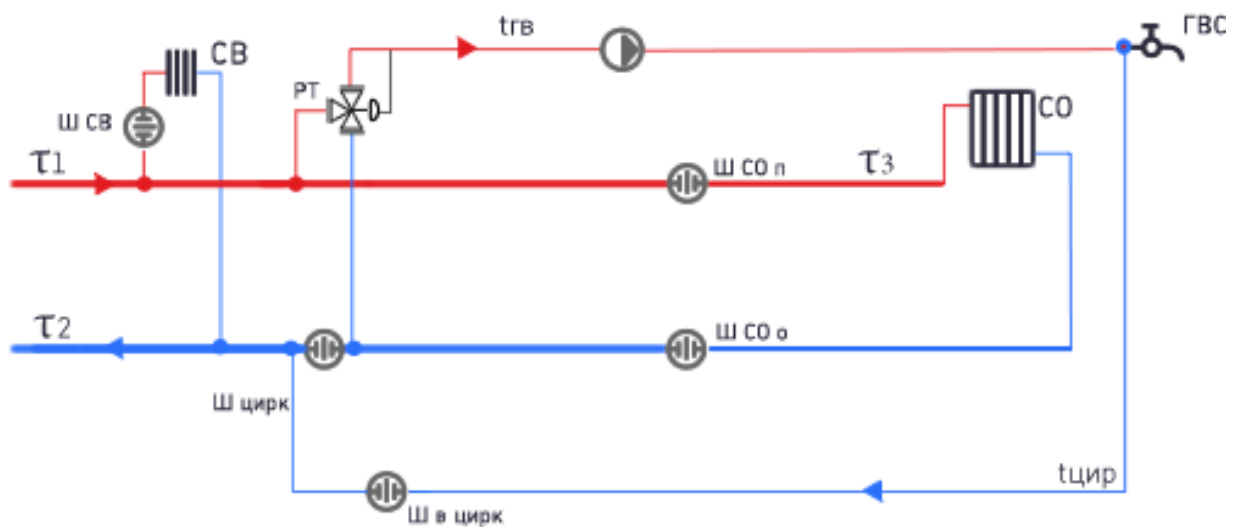 tгв
ГВС
СВ
РТ
Ш СВ
СО
τ1
Ш СО п
τ3
τ2
Ш СО о
Ш цирк
tцир
Ш в цирк